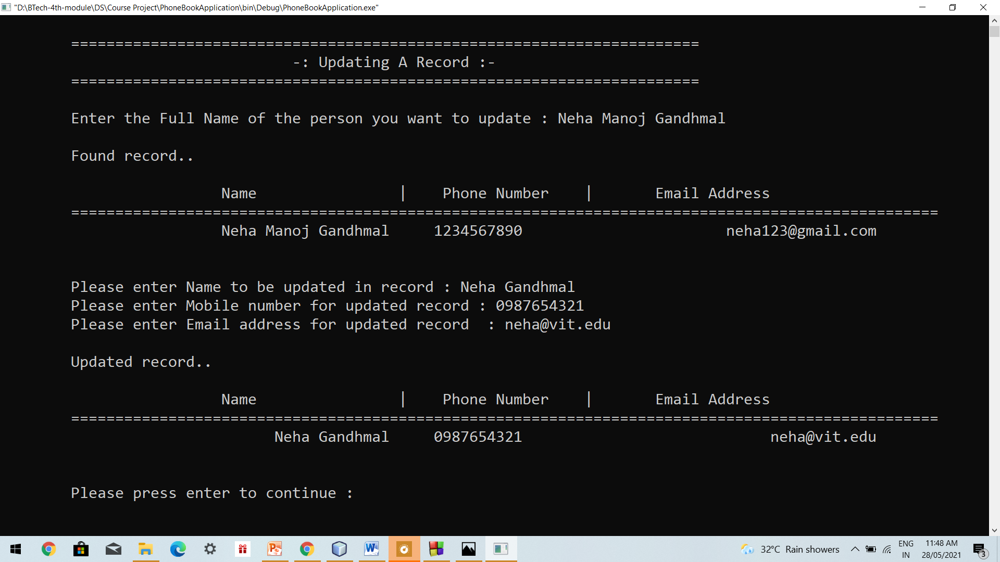 "D:\BTech-4th-module\DS\Course Project\PhoneBookApplication\bin\Debug\PhoneBookApplication.exe"
=======================================================================
-: Updating A Record :-
=======================================================================
Enter the Full Name of the person you want to update : Neha Manoj Gandhmal
Found record..
Name | Phone Number | Email Address
==================================================================================================
Neha Manoj Gandhmal 1234567890 neha123@gmail.com
Please enter Name to be updated in record : Neha Gandhmal
Please enter Mobile number for updated record : 0987654321
Please enter Email address for updated record  : neha@vit.edu
Updated record..
Name | Phone Number | Email Address
==================================================================================================
Neha Gandhmal 0987654321 neha@vit.edu
Please press enter to continue :
32°C Rain showers
ENG
IN
11:48 AM
28/05/2021
3